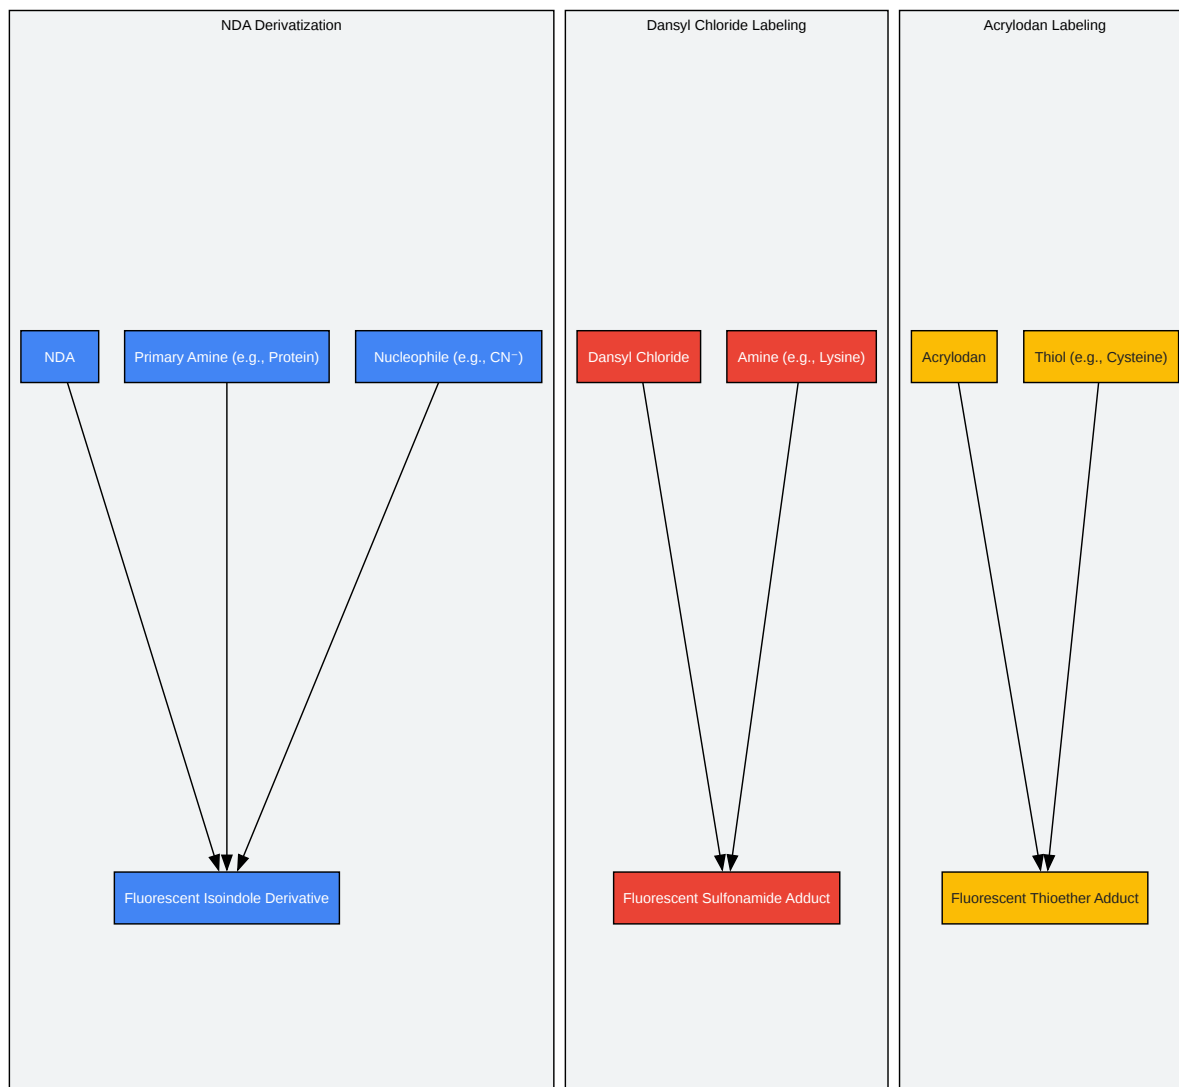 NDA Derivatization
NDA
Primary Amine (e.g., Protein)
Nucleophile (e.g., CN⁻)
Fluorescent Isoindole Derivative
Dansyl Chloride Labeling
Dansyl Chloride
Amine (e.g., Lysine)
Fluorescent Sulfonamide Adduct
Acrylodan Labeling
Acrylodan
Thiol (e.g., Cysteine)
Fluorescent Thioether Adduct